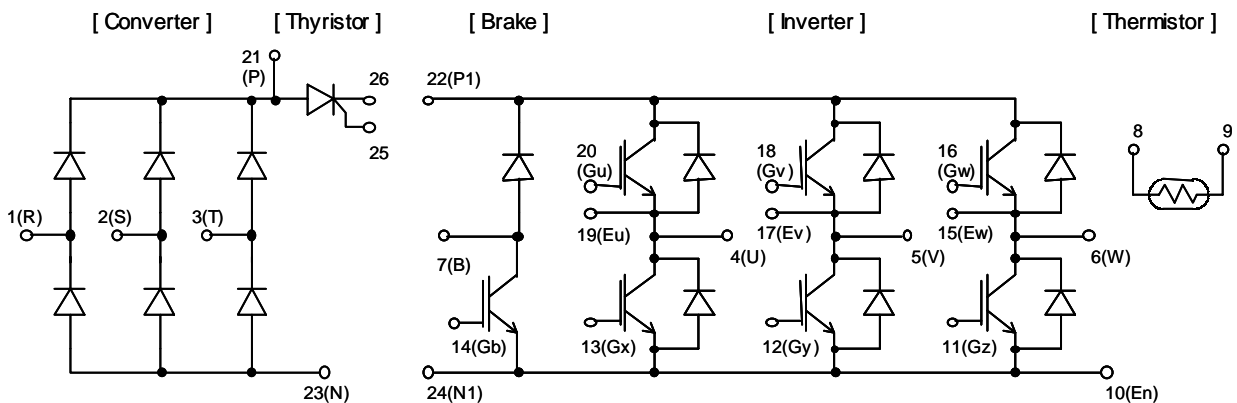 [ Converter ] [ Thyristor ] [ Brake ] [ Inverter ] [ Thermistor ]
21
(P)
26
22(P1)
25
20
(Gu)
18
(Gv)
16
(Gw)
8
9
1(R)
2(S)
3(T)
7(B)
19(Eu)
4(U)
17(Ev)
5(V)
15(Ew)
6(W)
14(Gb)
13(Gx)
12(Gy)
11(Gz)
23(N)
24(N1)
10(En)